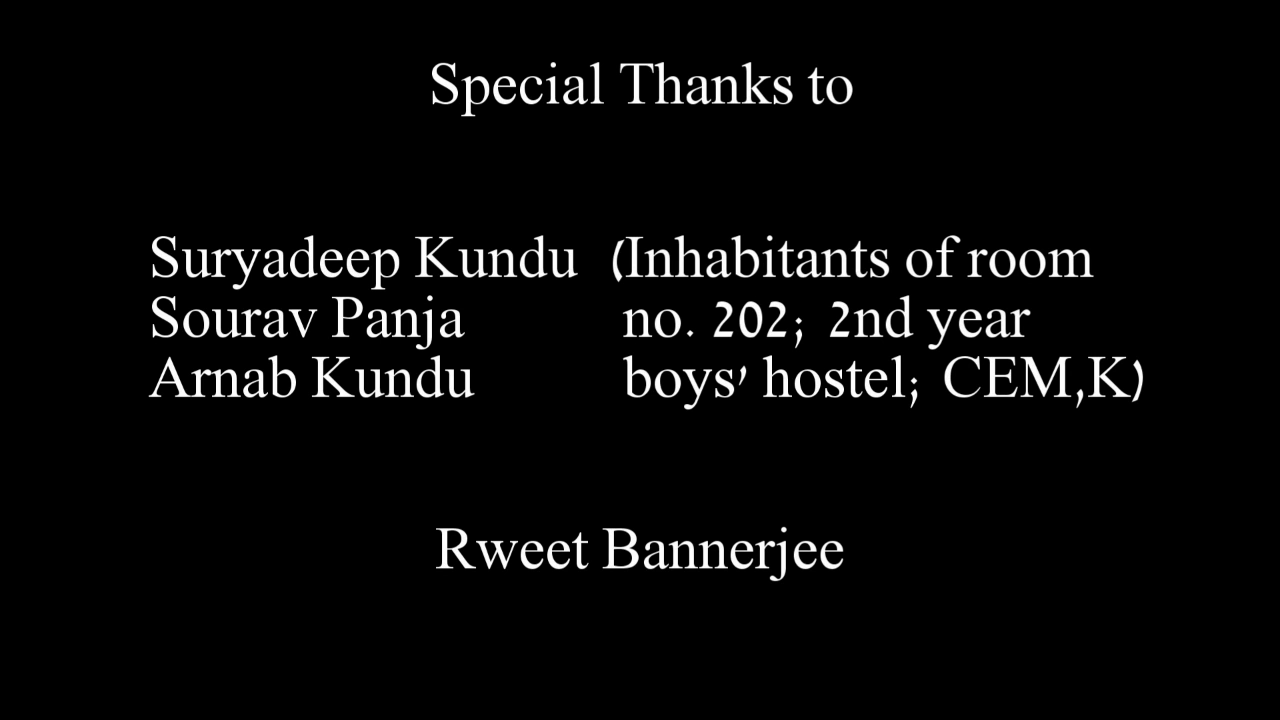 Special Thanks to
Suryadeep Kundu (Inhabitants of room
Sourav Panja no. 202; 2nd year
Arnab Kundu boys' hostel; CEM,K)
Rweet Bannerjee